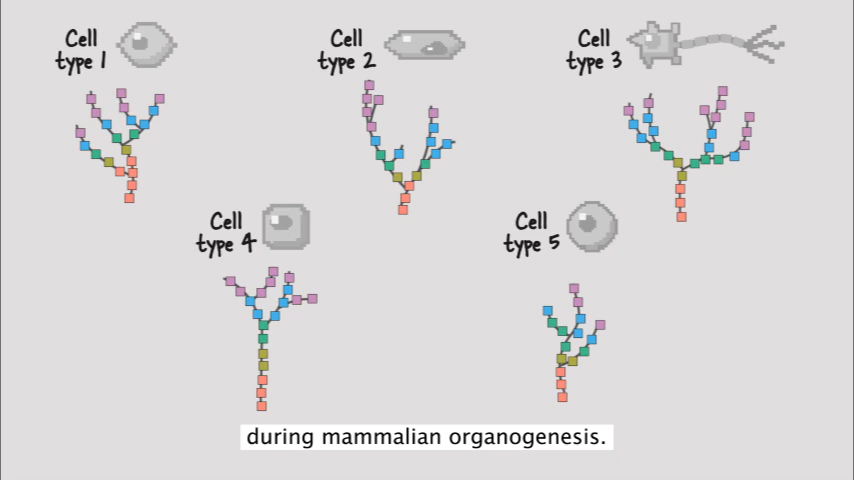 Cell
type 1
Cell
type 2
Cell
type 3
Cell
type 4
Cell
type 5
during mammalian organogenesis.